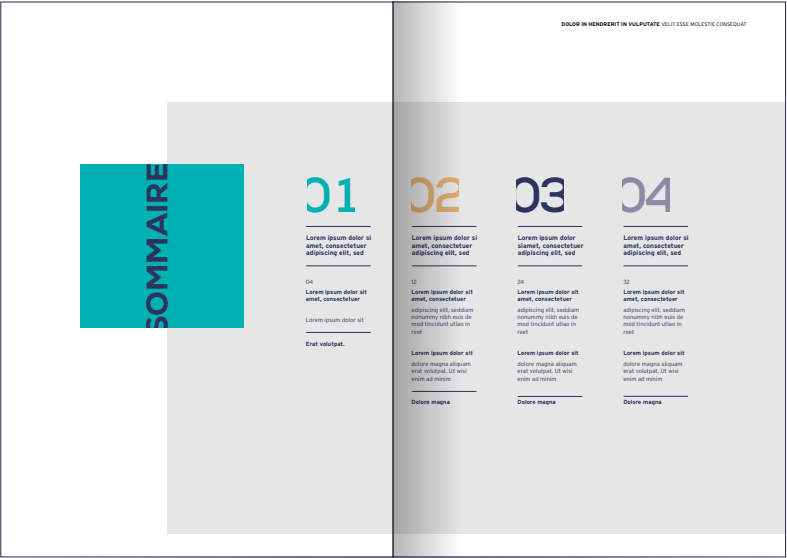 DOLOR IN HENDRERIT IN VULPUTATE VELIT ESSE MOLESTIE CONSEQUAT
SOMMAIRE
01
Lorem ipsum dolor si
amet, consectetuer
adipiscing elit, sed
04
Lorem ipsum dolor sit
amet, consectetuer
Lorem ipsum dolor sit
Erat volutpat.
02
Lorem ipsum dolor si
amet, consectetuer
adipiscing elit, sed
12
Lorem ipsum dolor sit
amet, consectetuer
adipiscing elit, seddiam
nonummy nibh euis de
mod tincidunt utlao in
reet
Lorem ipsum dolor sit
dolore magna aliquam
erat volutpat. Ut wisi
enim ad minim
Dolore magna
03
Lorem ipsum dolor si
siamet, consectetuer
adipiscing elit, sed
24
Lorem ipsum dolor sit
amet, consectetuer
adipiscing elit, seddiam
nonummy nibh euis de
mod tincidunt utlao in
reet
Lorem ipsum dolor sit
dolore magna aliquam
erat volutpat. Ut wisi
enim ad minim
Dolore magna
04
Lorem ipsum dolor si
amet, consectetuer
adipiscing elit, sed
32
Lorem ipsum dolor sit
amet, consectetuer
adipiscing elit, seddiam
nonummy nibh euis de
mod tincidunt utlao in
reet
Lorem ipsum dolor sit
dolore magna aliquam
erat volutpat. Ut wisi
enim ad minim
Dolore magna